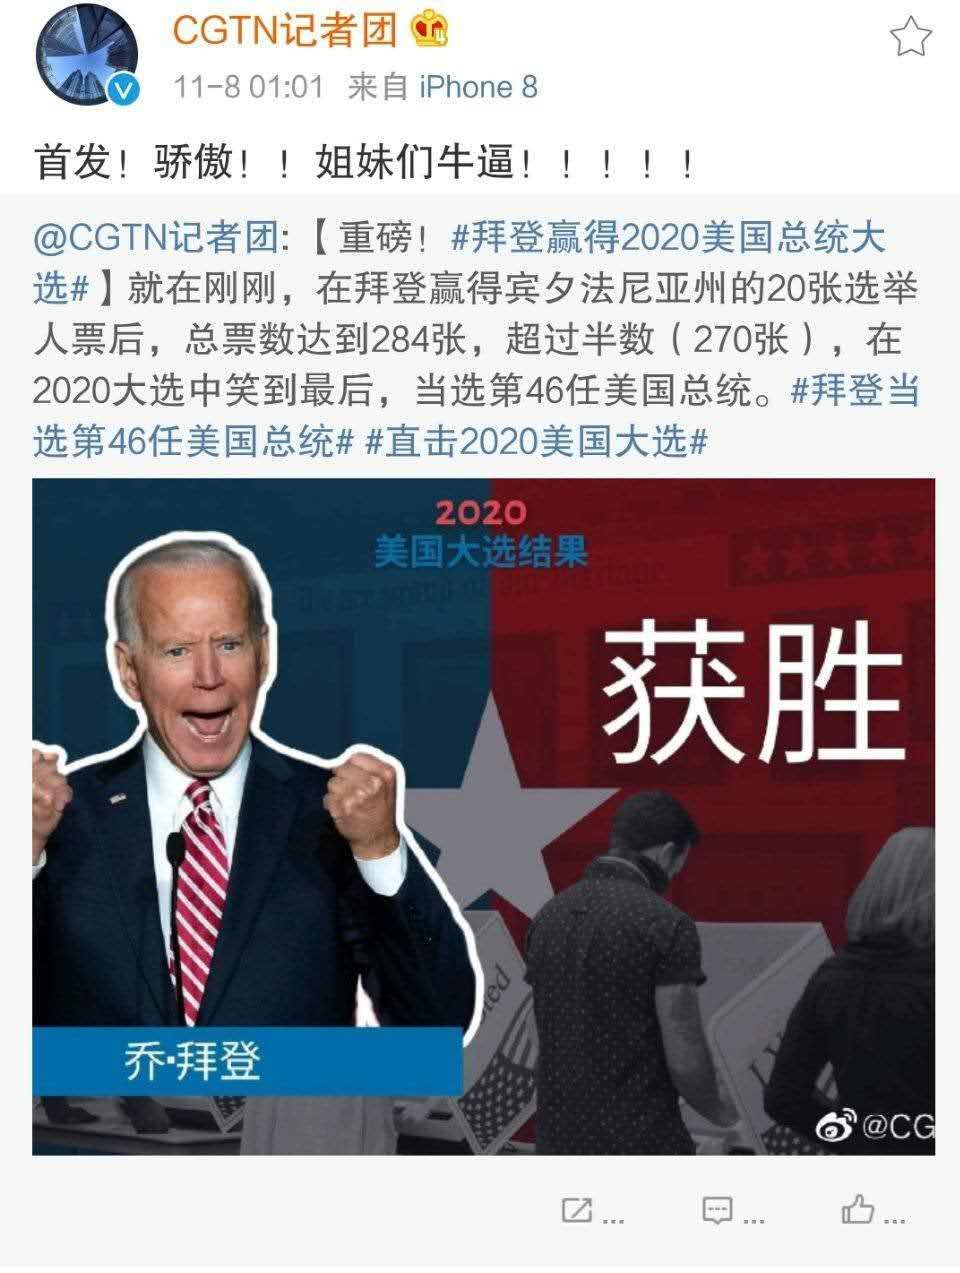 CGTN记者团
11-8 01:01 来自 iPhone 8
首发！骄傲！！姐妹们牛逼！！！！！
@CGTN记者团:【重磅！#拜登赢得2020美国总统大
选#】就在刚刚，在拜登赢得宾夕法尼亚州的20张选举
人票后，总票数达到284张，超过半数（270张），在
2020大选中笑到最后，当选第46任美国总统。#拜登当
选第46任美国总统# #直击2020美国大选#
2020
美国大选结果
获胜
乔·拜登
@CG